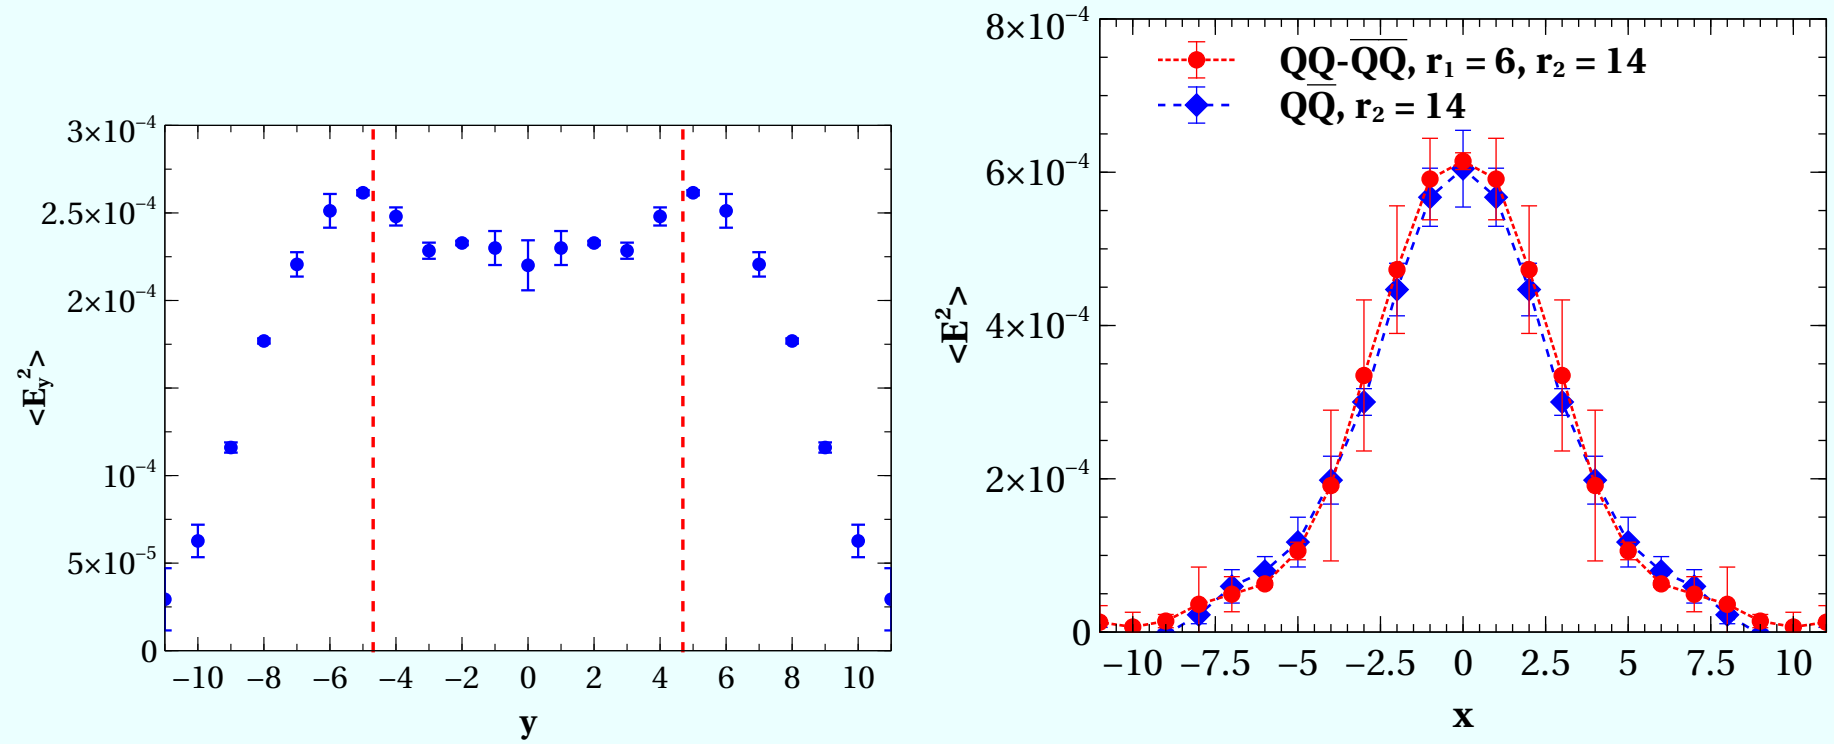 3×10⁻⁴
2.5×10⁻⁴
2×10⁻⁴
10⁻⁴
5×10⁻⁵
0
<E_y²>
−10 −8 −6 −4 −2 0 2 4 6 8 10
y
8×10⁻⁴
6×10⁻⁴
4×10⁻⁴
2×10⁻⁴
0
<E²>
QQ-Q̅Q̅, r₁ = 6, r₂ = 14
QQ̅, r₂ = 14
−10 −7.5 −5 −2.5 0 2.5 5 7.5 10
x